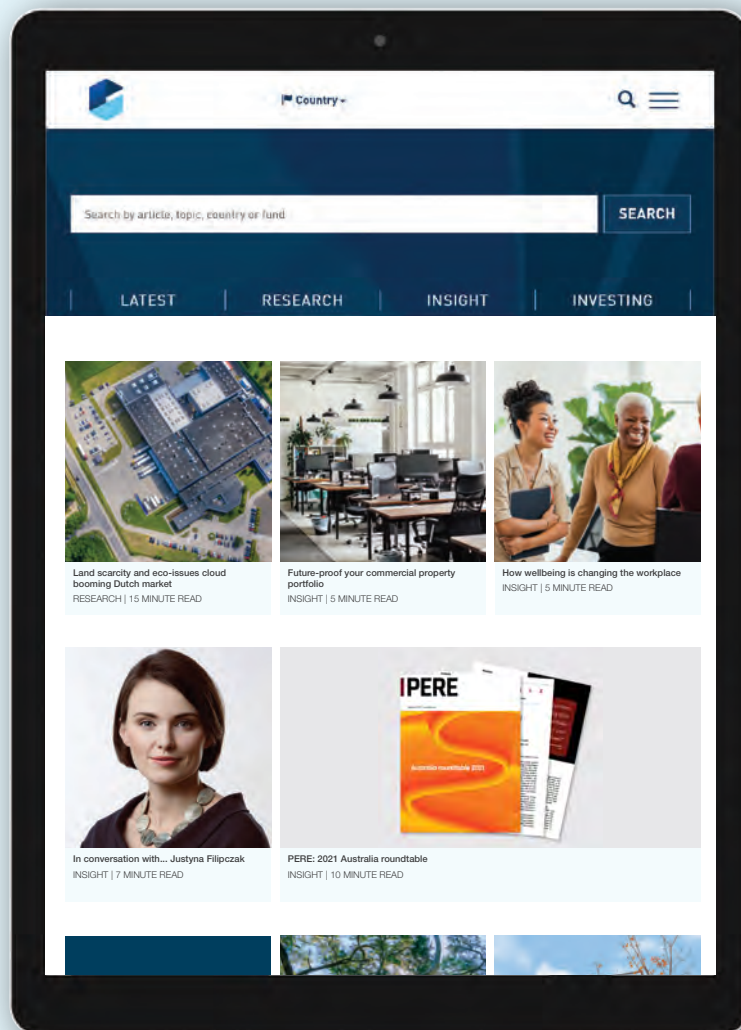 Country
Search by article, topic, country or fund
SEARCH
LATEST
RESEARCH
INSIGHT
INVESTING
Land scarcity and eco-issues cloud
booming Dutch market
RESEARCH | 15 MINUTE READ
Future-proof your commercial property
portfolio
INSIGHT | 5 MINUTE READ
How wellbeing is changing the workplace
INSIGHT | 5 MINUTE READ
PERE
Australia roundtable 2021
In conversation with... Justyna Filipczak
INSIGHT | 7 MINUTE READ
PERE: 2021 Australia roundtable
INSIGHT | 10 MINUTE READ